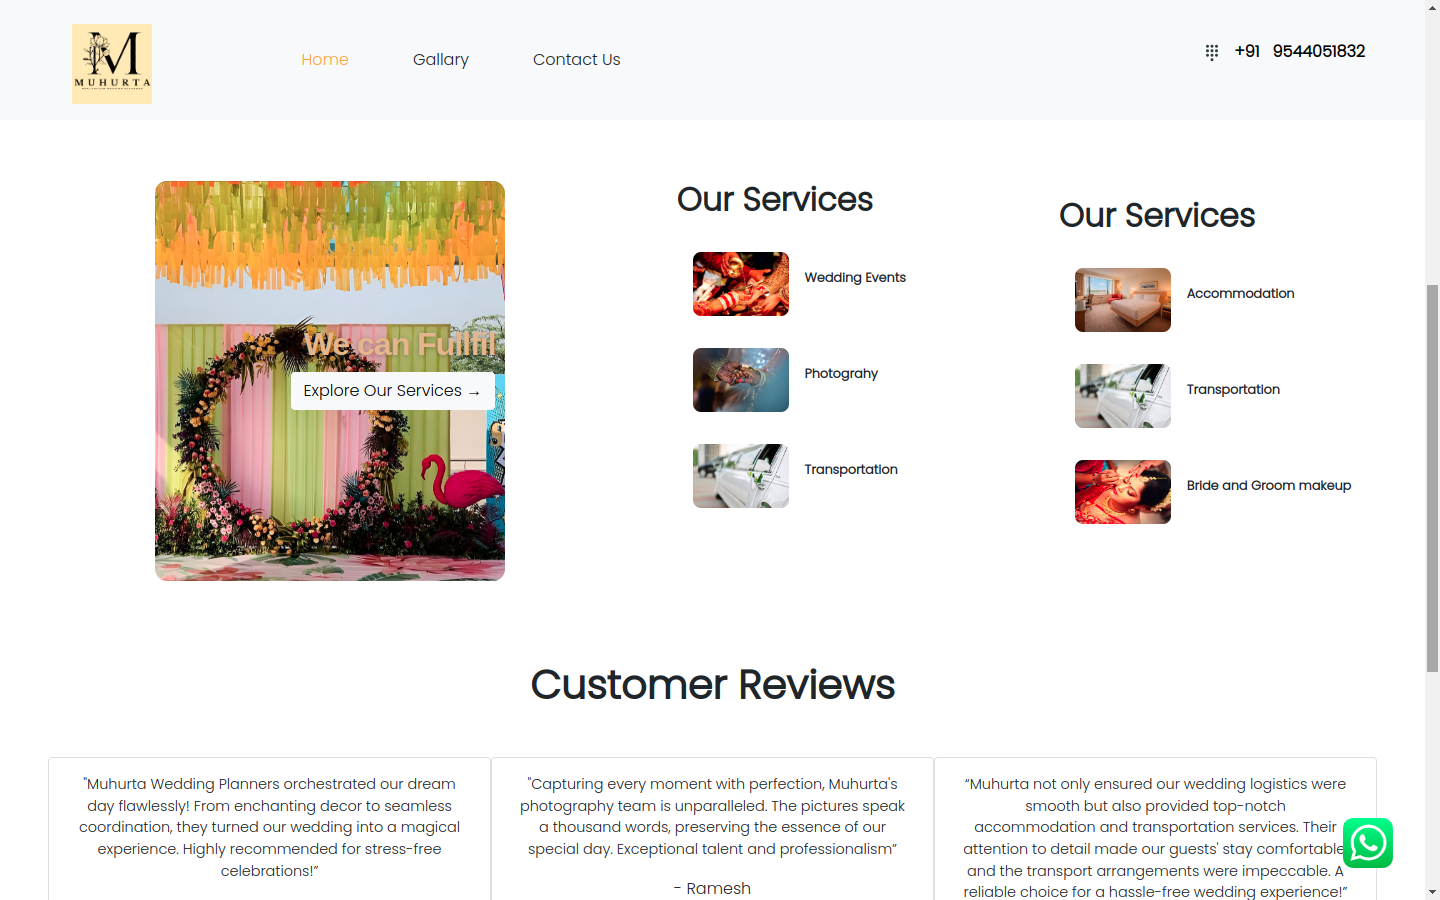 M
MUHURTA
Home
Gallary
Contact Us
+91 9544051832
We can Fullfil
Explore Our Services →
Our Services
Wedding Events
Photograhy
Transportation
Our Services
Accommodation
Transportation
Bride and Groom makeup
Customer Reviews
"Muhurta Wedding Planners orchestrated our dream
day flawlessly! From enchanting decor to seamless
coordination, they turned our wedding into a magical
experience. Highly recommended for stress-free
celebrations!”
"Capturing every moment with perfection, Muhurta's
photography team is unparalleled. The pictures speak
a thousand words, preserving the essence of our
special day. Exceptional talent and professionalism”
- Ramesh
“Muhurta not only ensured our wedding logistics were
smooth but also provided top-notch
accommodation and transportation services. Their
attention to detail made our guests' stay comfortable
and the transport arrangements were impeccable. A
reliable choice for a hassle-free wedding experience!”